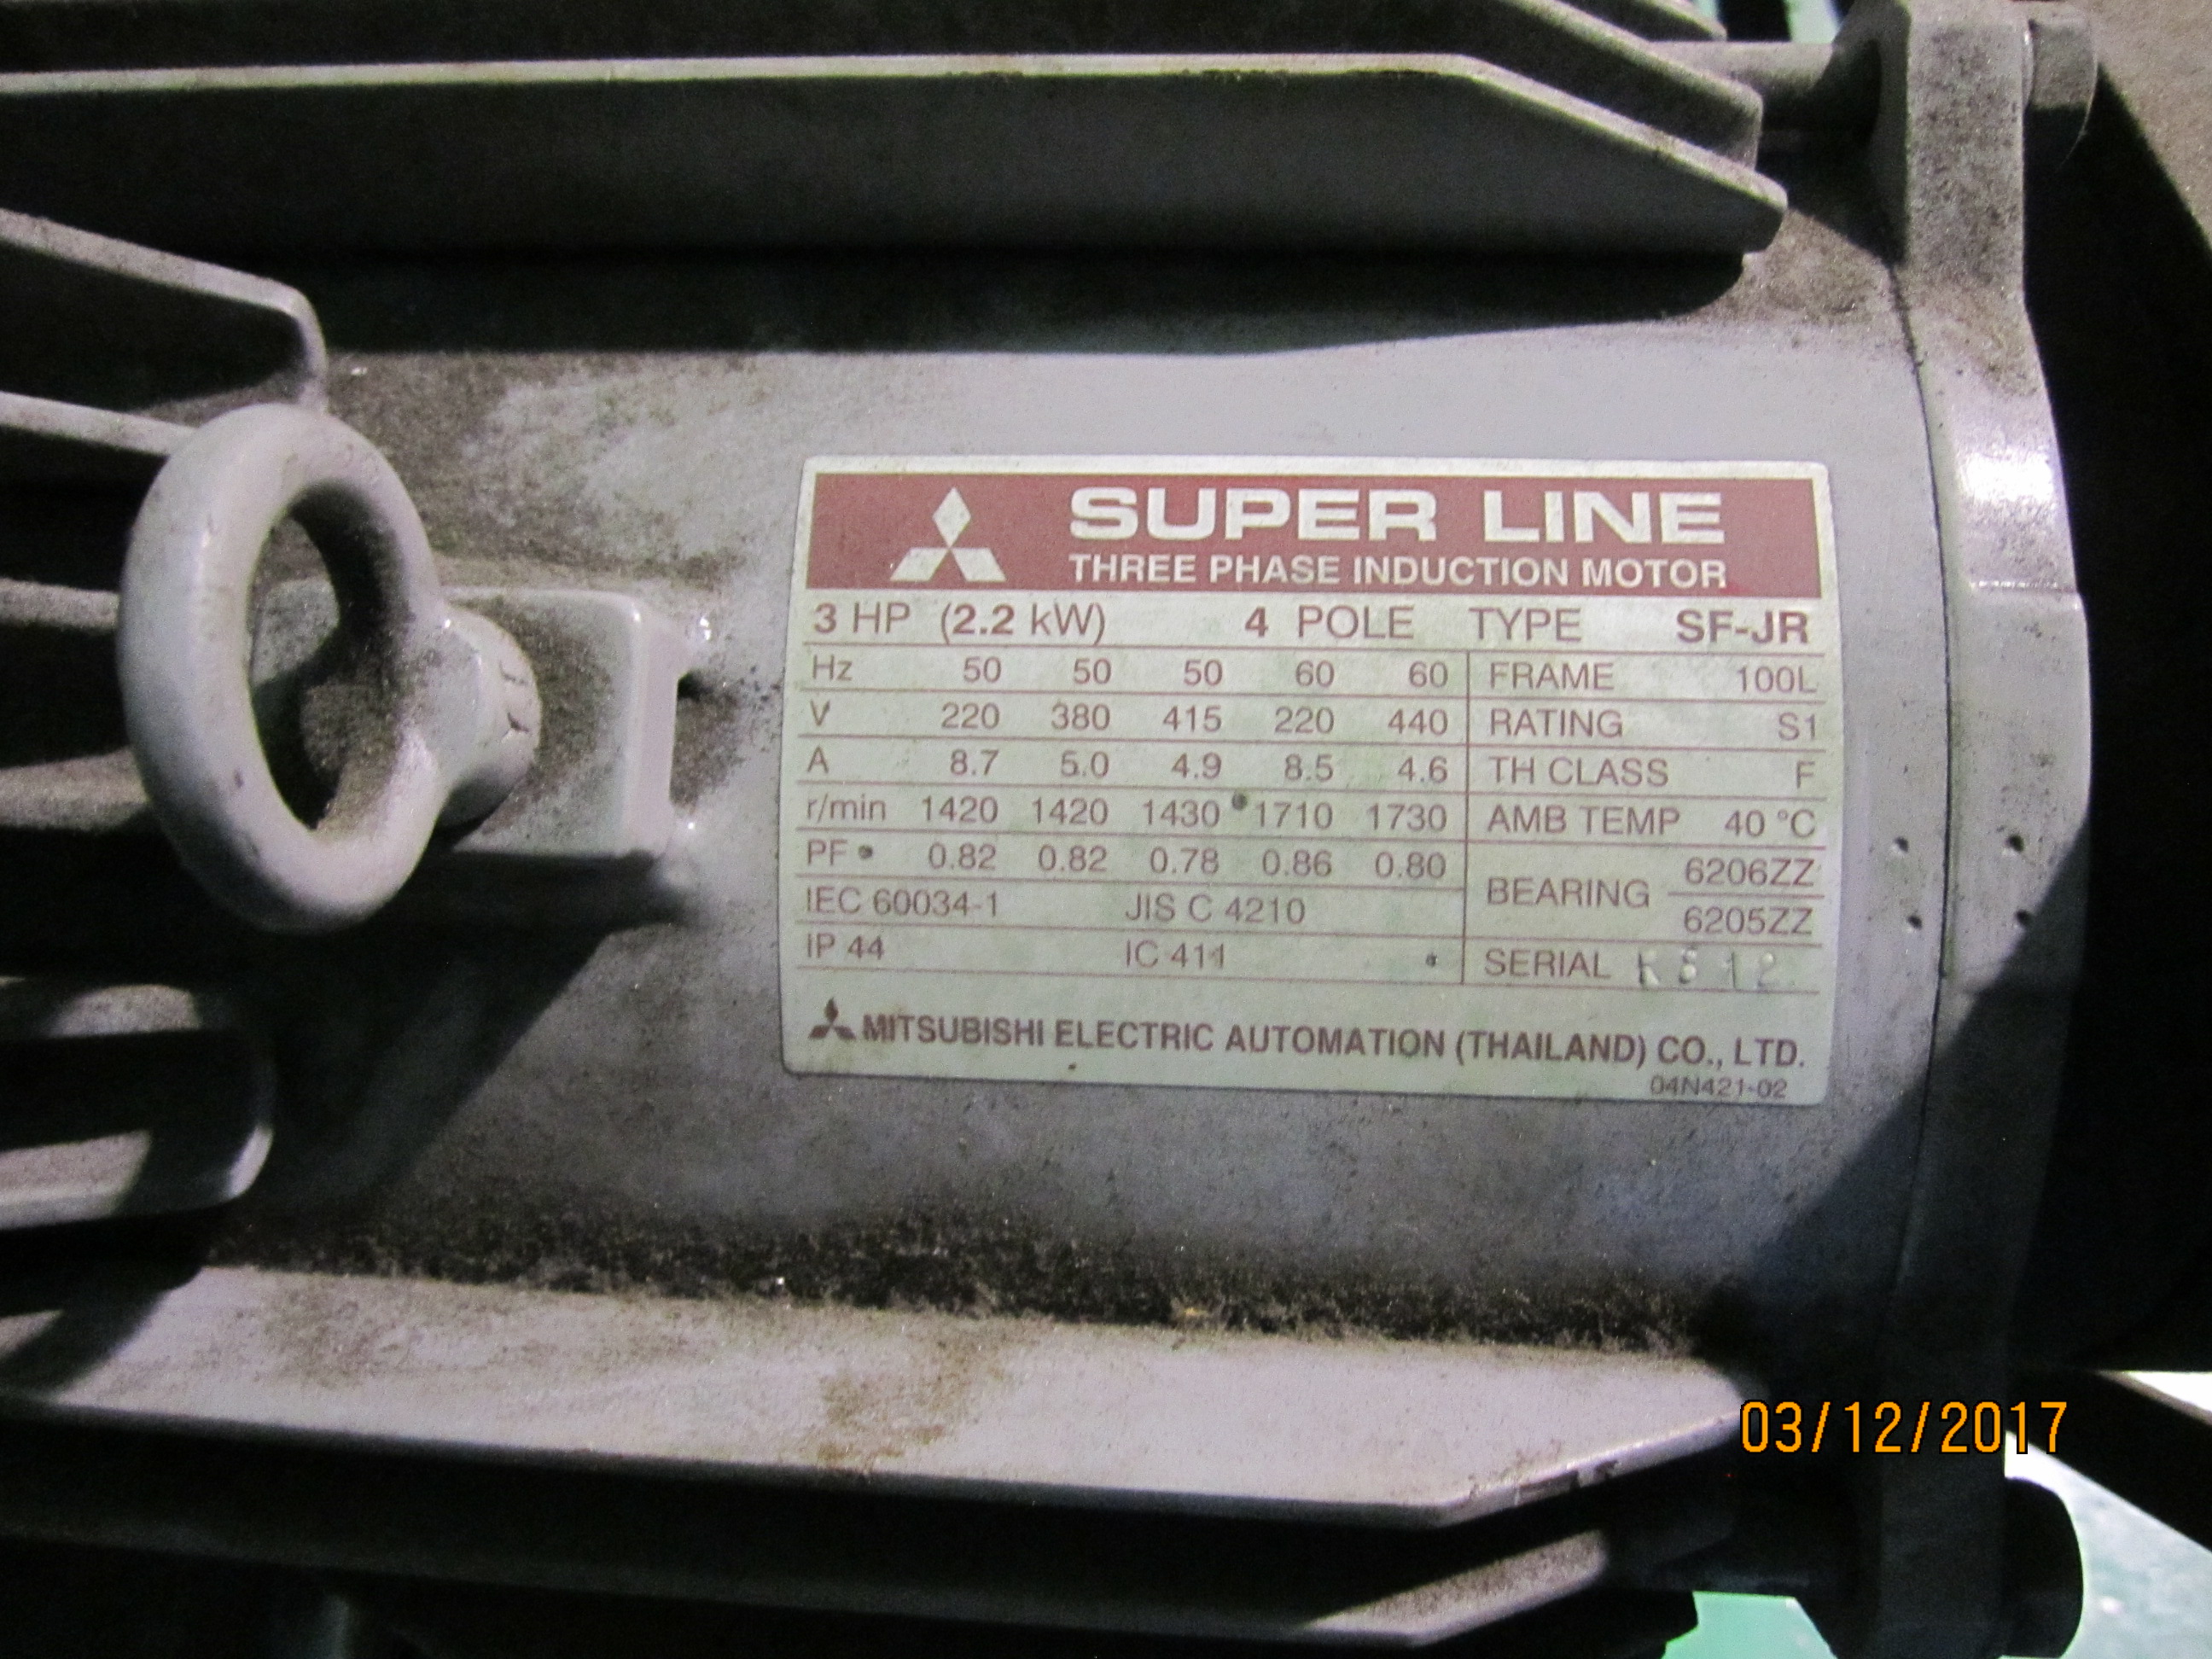 SUPER LINE
THREE PHASE INDUCTION MOTOR
3 HP (2.2 kW) 4 POLE TYPE SF-JR
Hz 50 50 50 60 60 FRAME 100L
V 220 380 415 220 440 RATING S1
A 8.7 5.0 4.9 8.5 4.6 TH CLASS F
r/min 1420 1420 1430 1710 1730 AMB TEMP 40 °C
PF 0.82 0.82 0.78 0.86 0.80 BEARING 6206ZZ
6205ZZ
IEC 60034-1 JIS C 4210
IP 44 IC 411 SERIAL
MITSUBISHI ELECTRIC AUTOMATION (THAILAND) CO., LTD.
04N421-02
03/12/2017